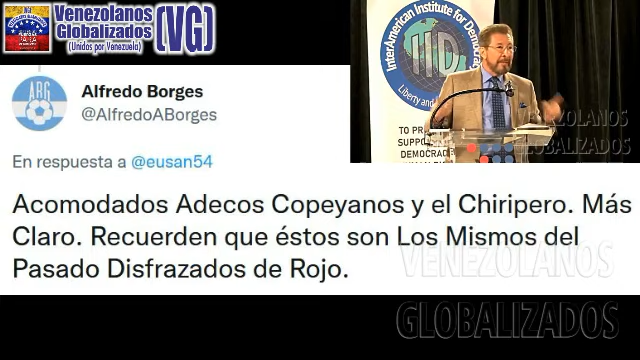 Venezolanos
Globalizados
(Unidos por Venezuela)
(VG)
ARG
Alfredo Borges
@AlfredoABorges
En respuesta a @eusan54
Acomodados Adecos Copeyanos y el Chiripero. Más
Claro. Recuerden que éstos son Los Mismos del
Pasado Disfrazados de Rojo.
InterAmerican Institute for Democracy
IID
Liberty and
TO PR
SUPPO
DEMOCRAC
VENEZOLANOS
GLOBALIZADOS
VENEZOLANOS
GLOBALIZADOS